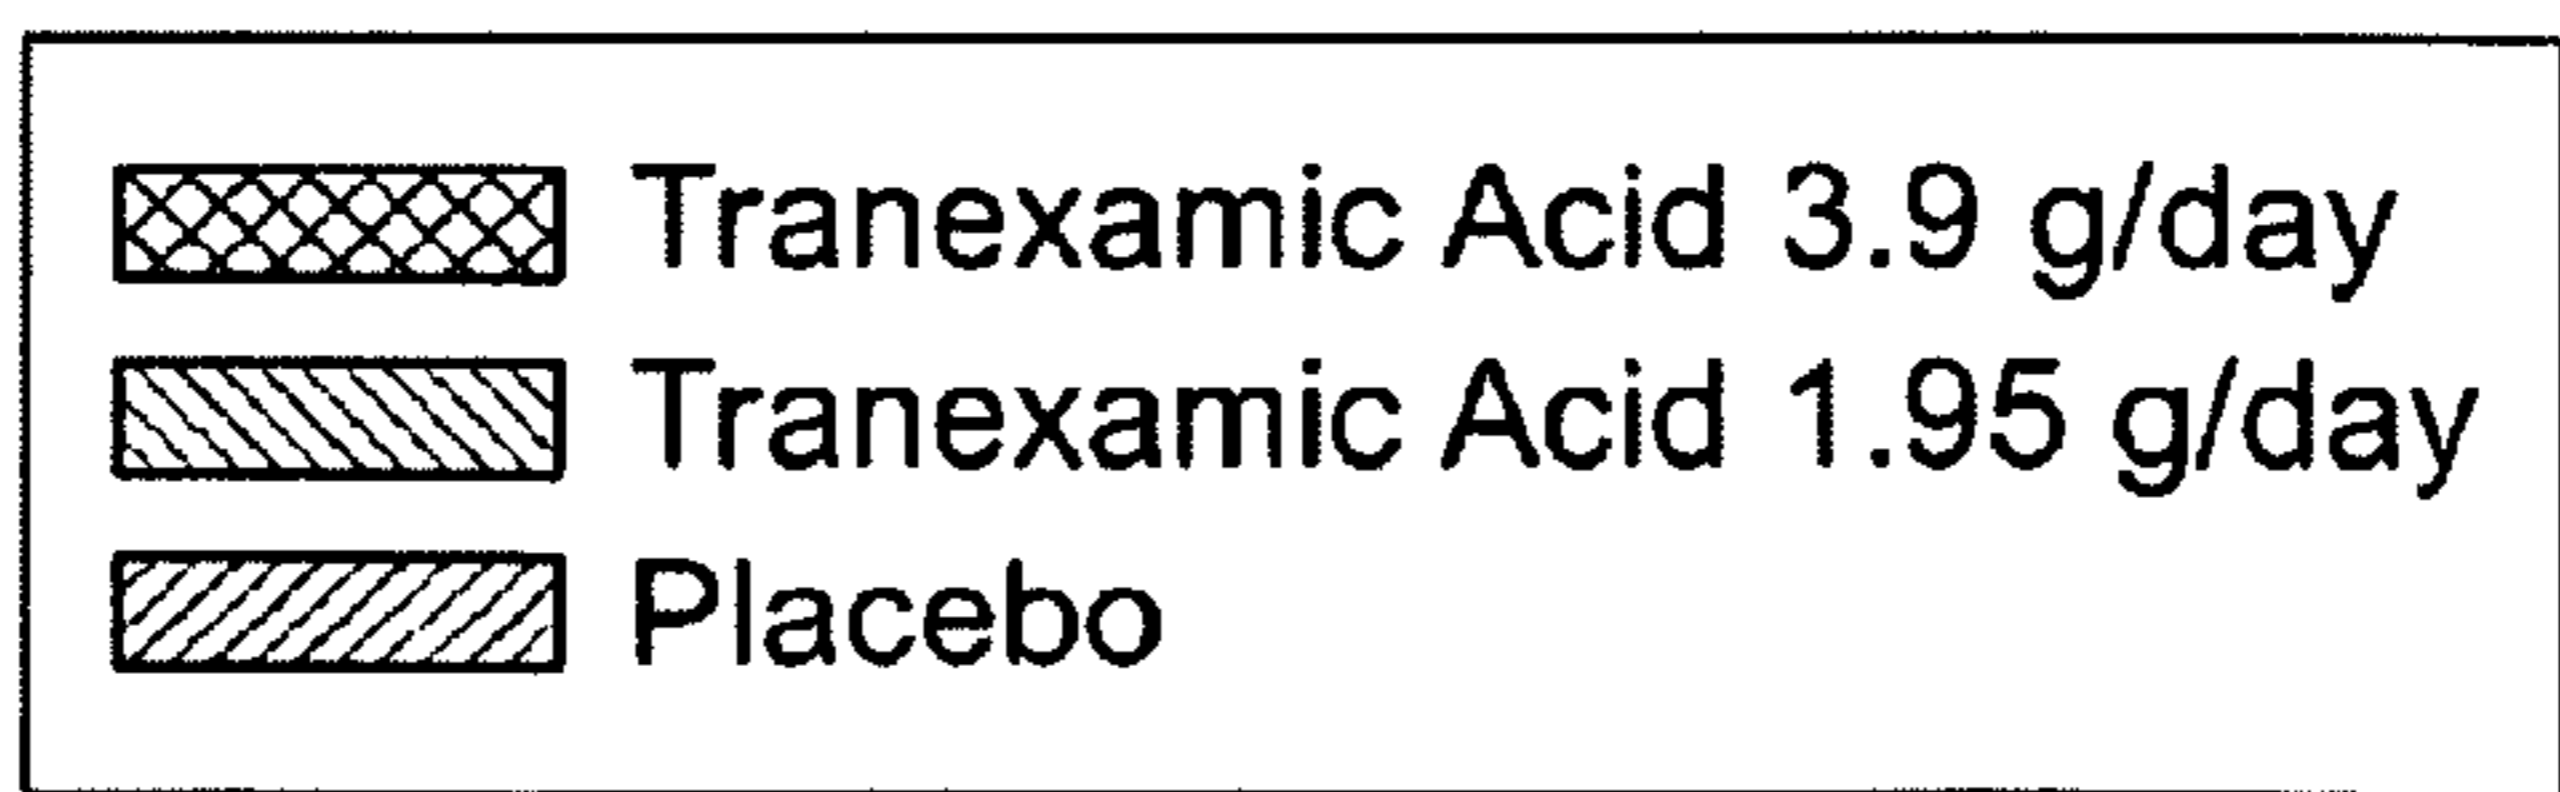 Tranexamic Acid 3.9 g/day
Tranexamic Acid 1.95 g/day
Placebo